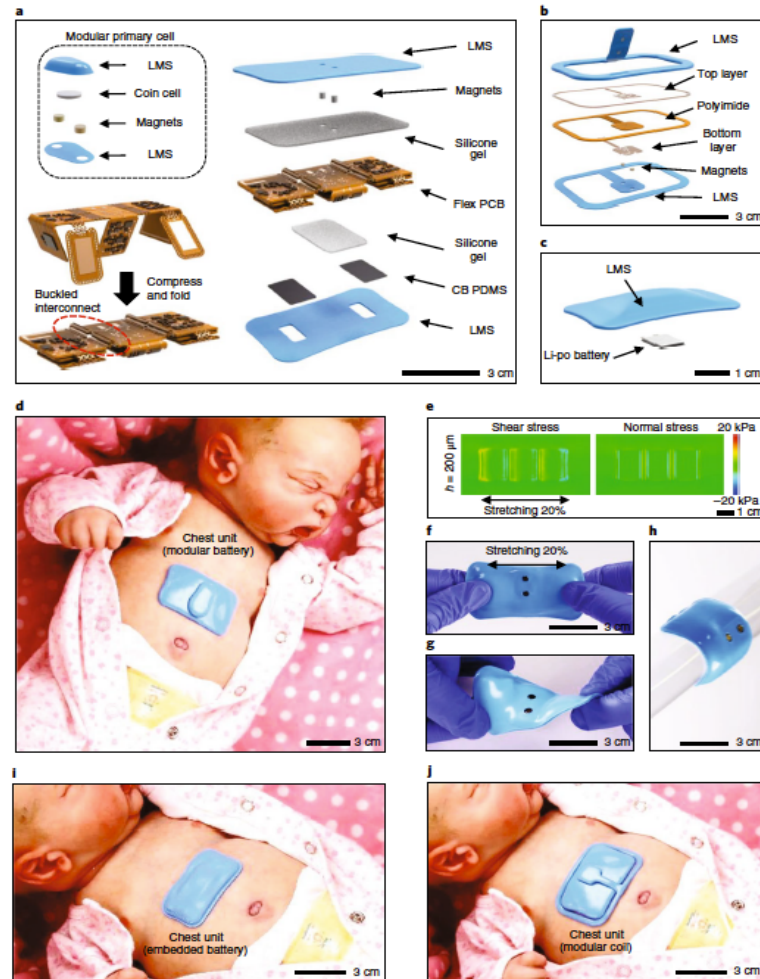 a
Modular primary cell
LMS
Coin cell
Magnets
LMS
Buckled
interconnect
Compress
and fold
LMS
Magnets
Silicone
gel
Flex PCB
Silicone
gel
CB PDMS
LMS
3 cm
b
LMS
Top layer
Polyimide
Bottom
layer
Magnets
LMS
3 cm
c
LMS
Li-po battery
1 cm
d
Chest unit
(modular battery)
3 cm
e
Shear stress
Normal stress
20 kPa
h = 200 μm
–20 kPa
Stretching 20%
1 cm
f
Stretching 20%
3 cm
g
3 cm
h
3 cm
i
Chest unit
(embedded battery)
3 cm
j
Chest unit
(modular coil)
3 cm